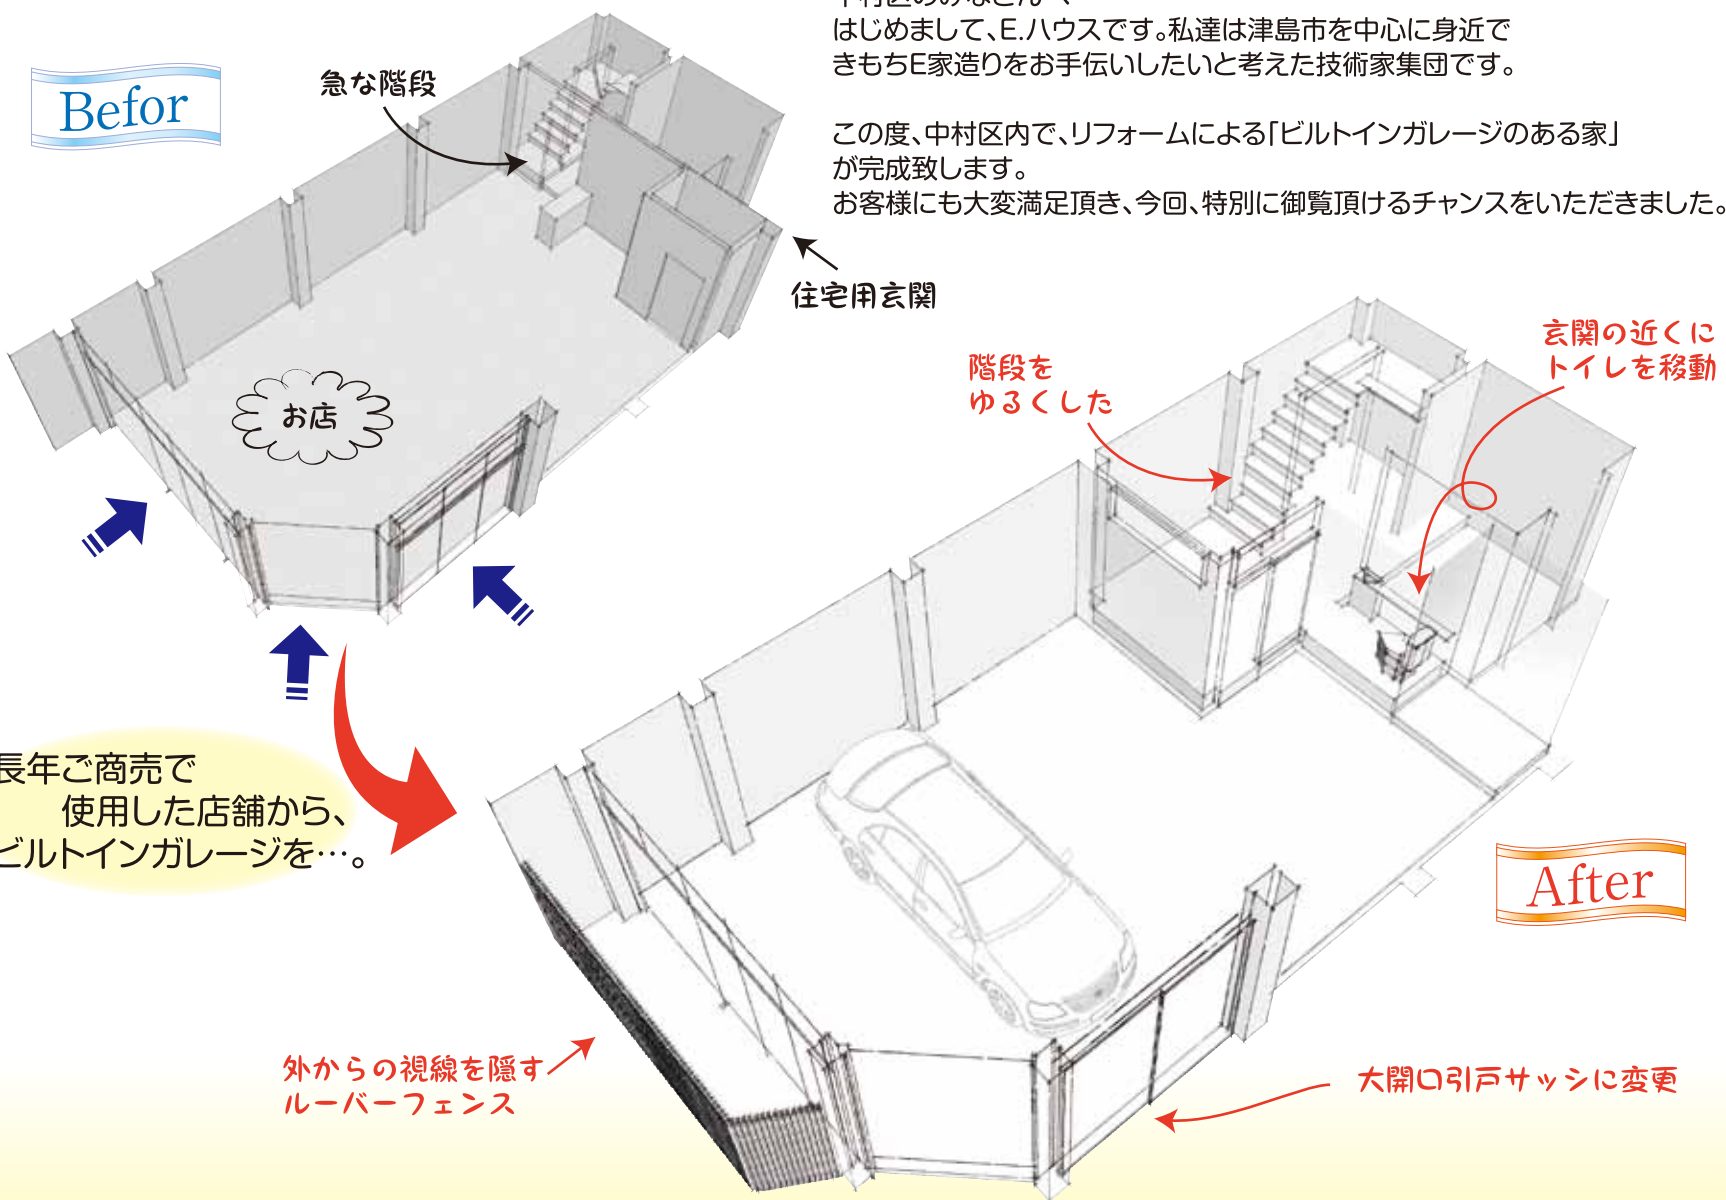 はじめまして、E.ハウスです。私達は津島市を中心に身近で
きもちE家造りをお手伝いしたいと考えた技術家集団です。
この度、中村区内で、リフォームによる「ビルトインガレージのある家」
が完成致します。
お客様にも大変満足頂き、今回、特別に御覧頂けるチャンスをいただきました。
Befor
急な階段
住宅用玄関
お店
階段を
ゆるくした
玄関の近くに
トイレを移動
長年ご商売で
使用した店舗から、
ビルトインガレージを…。
After
外からの視線を隠す
ルーバーフェンス
大開口引戸サッシに変更